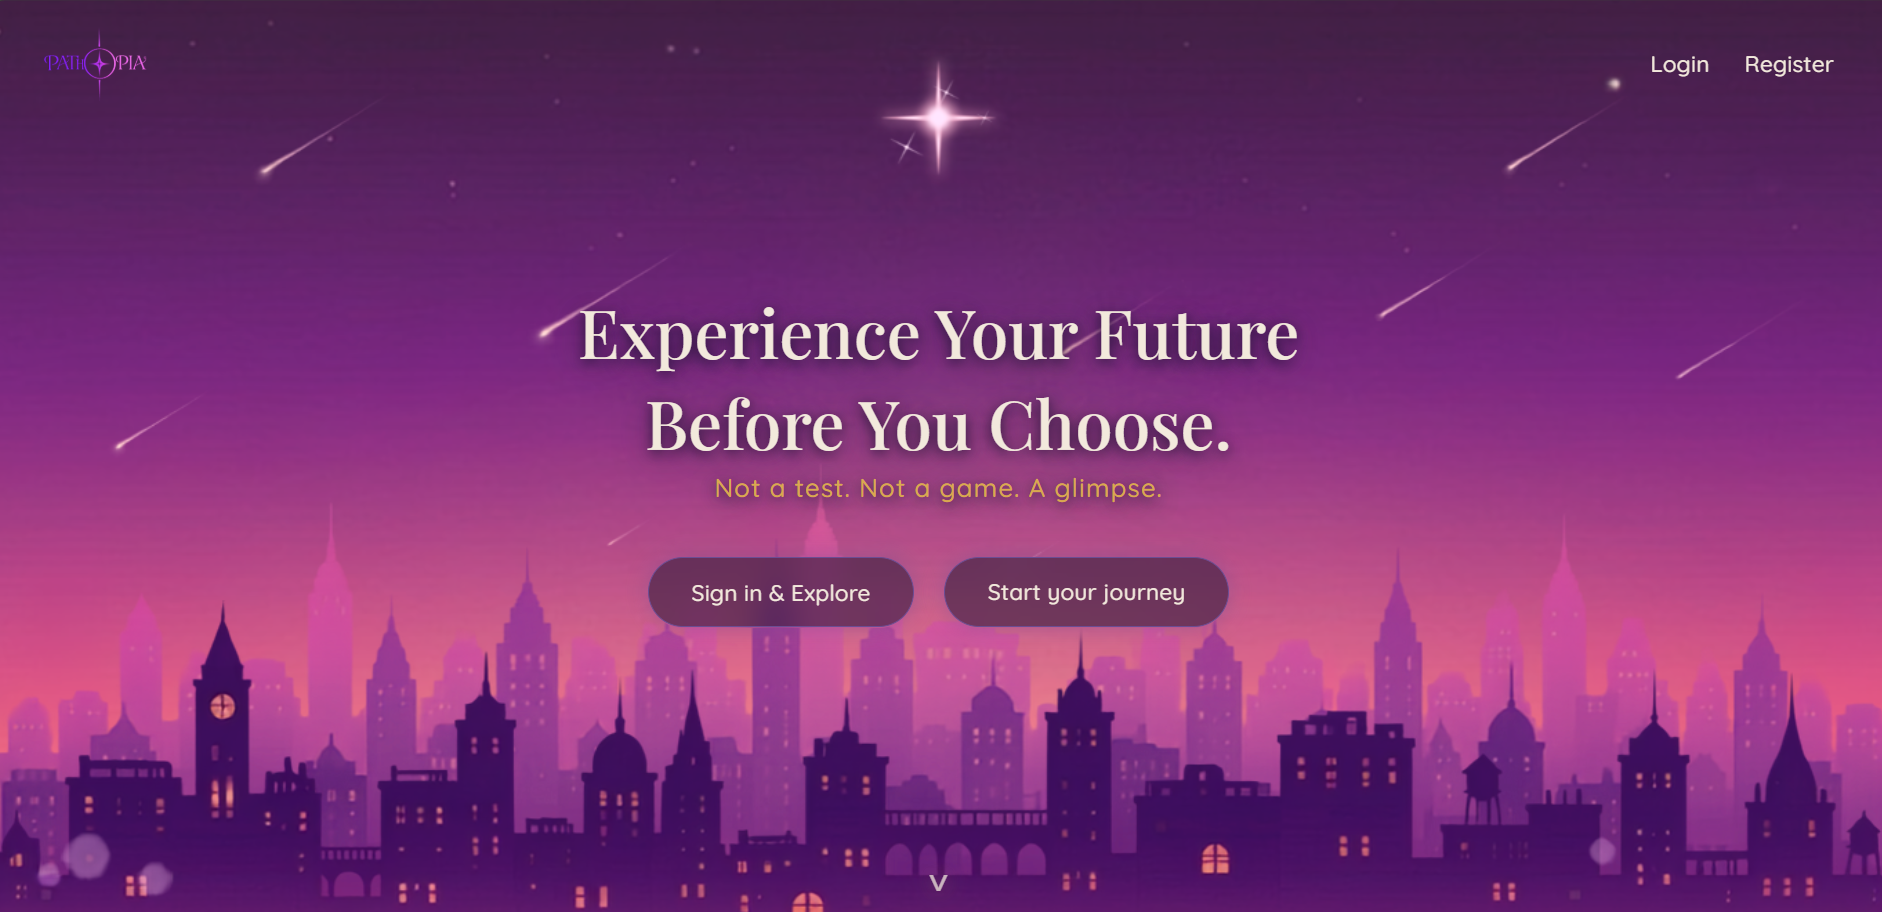 PATHOPIA
Login
Register
Experience Your Future
Before You Choose.
Not a test. Not a game. A glimpse.
Sign in & Explore
Start your journey